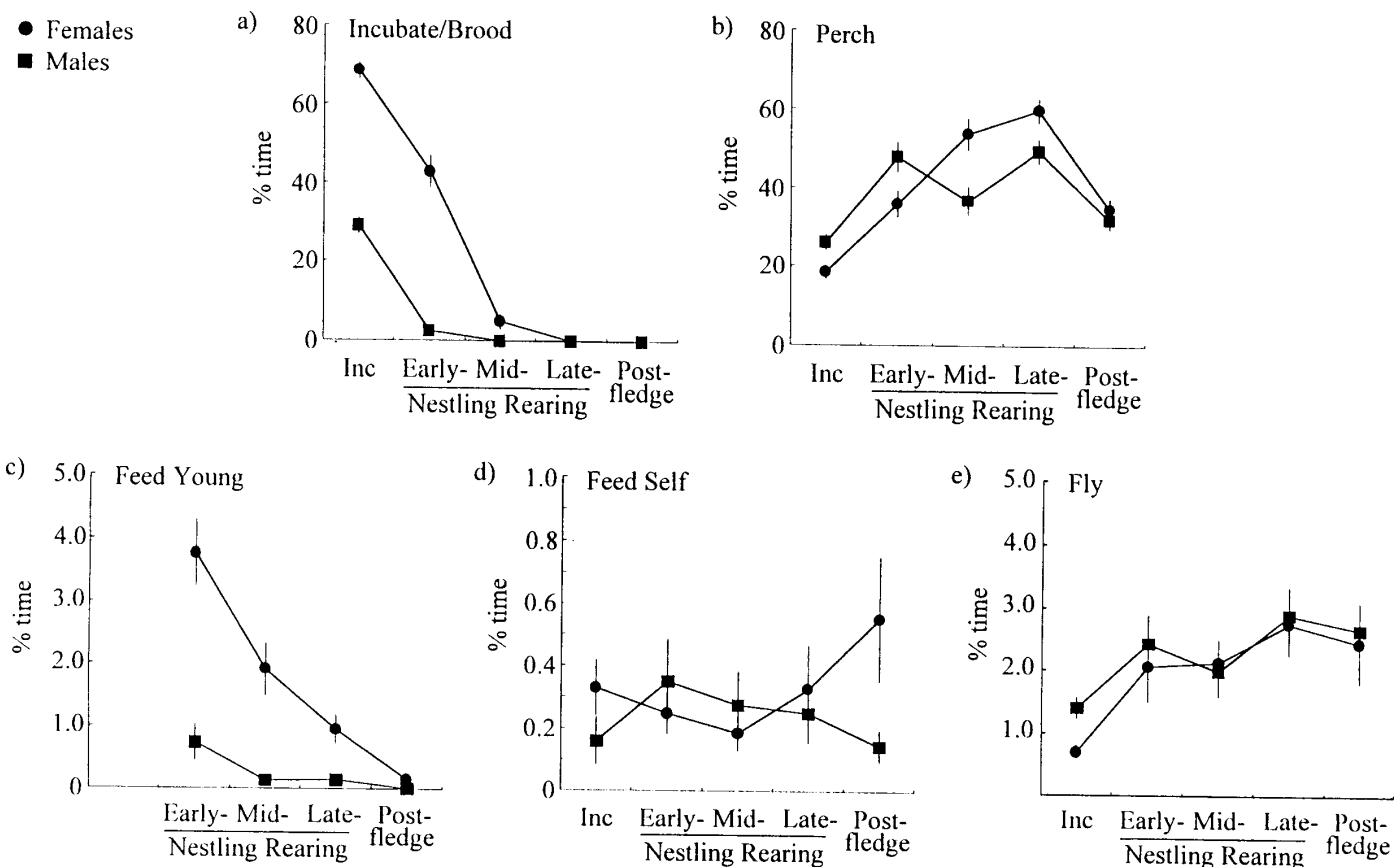 Females
Males
a) Incubate/Brood
80
60
40
20
0
% time
Inc Early- Mid- Late- Post-
fledge
Nestling Rearing
b) Perch
80
60
40
20
0
% time
Inc Early- Mid- Late- Post-
fledge
Nestling Rearing
c) Feed Young
5.0
4.0
3.0
2.0
1.0
0
% time
Early- Mid- Late- Post-
fledge
Nestling Rearing
d) Feed Self
1.0
0.8
0.6
0.4
0.2
0
% time
Inc Early- Mid- Late- Post-
fledge
Nestling Rearing
e) Fly
5.0
4.0
3.0
2.0
1.0
% time
Inc Early- Mid- Late- Post-
fledge
Nestling Rearing